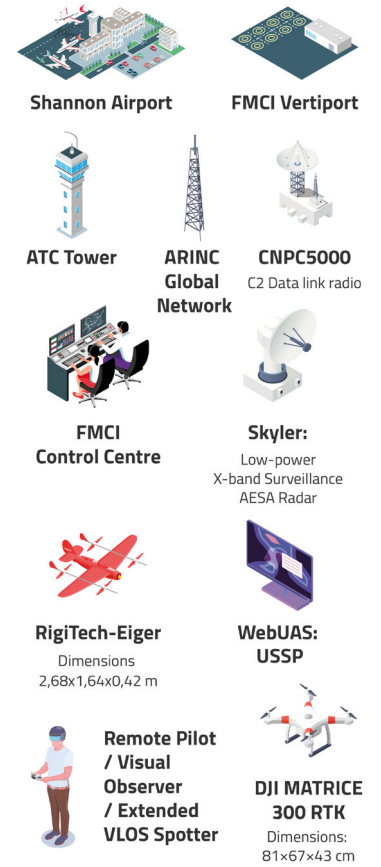 Shannon Airport
FMCI Vertiport
ATC Tower
ARINC
Global
Network
CNPC5000
C2 Data link radio
FMCI
Control Centre
Skyler:
Low-power
X-band Surveillance
AESA Radar
RigiTech-Eiger
Dimensions
2,68x1,64x0,42 m
WebUAS:
USSP
Remote Pilot
/ Visual
Observer
/ Extended
VLOS Spotter
DJI MATRICE
300 RTK
Dimensions:
81×67×43 cm